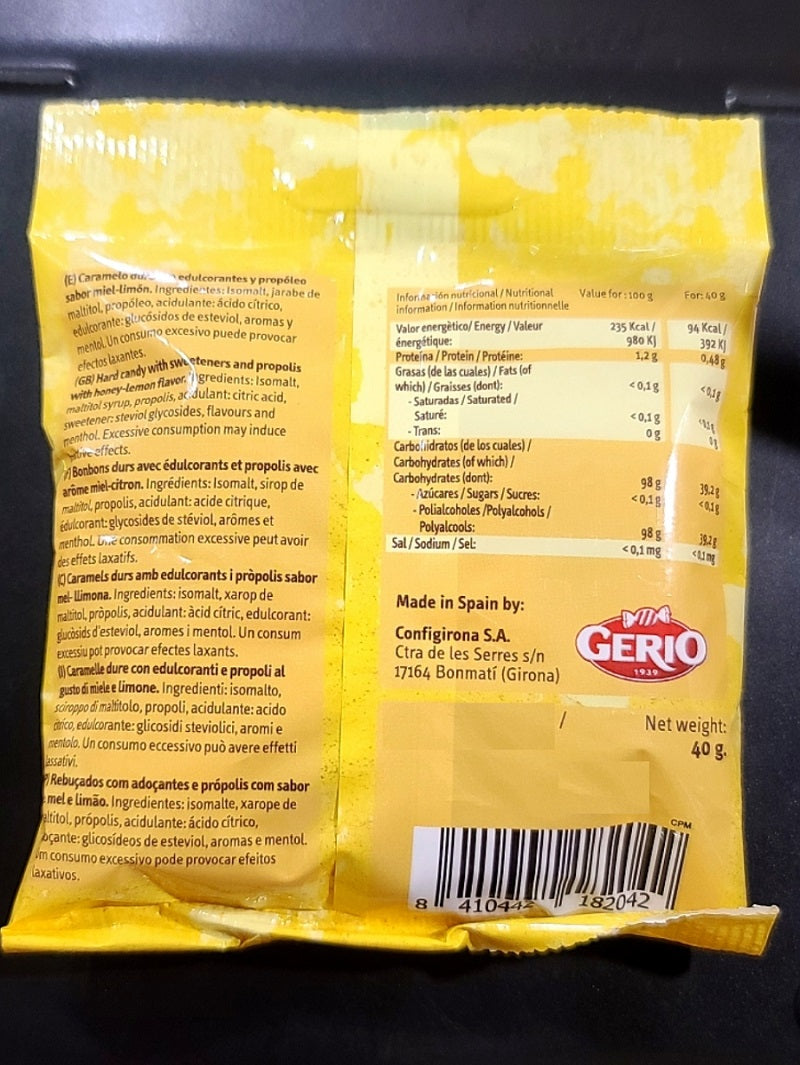 (E) Caramelo edulcorantes y propóleo
sabor miel-limón. Ingredientes: Isomalt, jarabe de
maltitol, propóleo, acidulante: ácido cítrico,
edulcorante: glucósidos de esteviol, aromas y
mentol. Un consumo excesivo puede provocar
efectos laxantes.
(GB) Hard candy with sweeteners and propolis
with honey-lemon flavor. Ingredients: Isomalt,
maltitol syrup, propolis, acidulant: citric acid,
sweetener: steviol glycosides, flavours and
menthol. Excessive consumption may induce
effects.
Bonbons durs avec édulcorants et propolis avec
arôme miel-citron. Ingrédients: Isomalt, sirop de
maltitol, propolis, acidulant: acide citrique,
édulcorant: glycosides de stéviol, arômes et
menthol. Une consommation excessive peut avoir
des effets laxatifs.
(C) Caramels durs amb edulcorants i pròpolis sabor
mel- llimona. Ingredients: isomalt, xarop de
maltitol, pròpolis, acidulant: àcid cítric, edulcorant:
glucòsids d'esteviol, aromes i mentol. Un consum
excessiu pot provocar efectes laxants.
(I) Caramelle dure con edulcoranti e propoli al
gusto di miele e limone. Ingredienti: isomalto,
sciroppo di maltitolo, propoli, acidulante: acido
citrico, edulcorante: glicosidi steviolici, aromi e
mentolo. Un consumo eccessivo può avere effetti
lassativi.
Rebuçados com adoçantes e própolis com sabor
mel e limão. Ingredientes: isomalte, xarope de
maltitol, própolis, acidulante: ácido cítrico,
adoçante: glicosídeos de esteviol, aromas e mentol.
Um consumo excessivo pode provocar efeitos
laxativos.
Información nutricional / Nutritional Value for: 100 g For: 40 g
information / Information nutritionnelle
Valor energètico / Energy / Valeur 235 Kcal / 94 Kcal /
énergétique: 980 KJ 392 KJ
Proteína / Protein / Protéine: 1,2 g 0,48 g
Grasas (de las cuales) / Fats (of
which) / Graisses (dont): < 0,1 g < 0,1 g
- Saturadas / Saturated /
Saturé: < 0,1 g < 0,1 g
- Trans: 0 g 0 g
Carbohidratos (de los cuales) /
Carbohydrates (of which) /
Carbohydrates (dont): 98 g 39,2 g
- Azúcares / Sugars / Sucres: < 0,1 g < 0,1 g
- Polialcoholes /Polyalcohols /
Polyalcools: 98 g 39,2 g
Sal / Sodium / Sel: < 0,1 mg < 0,1 mg
Made in Spain by:
Configirona S.A.
Ctra de les Serres s/n
17164 Bonmatí (Girona)
GERIO
1939
/
Net weight:
40 g.
CPM
8 410442 182042